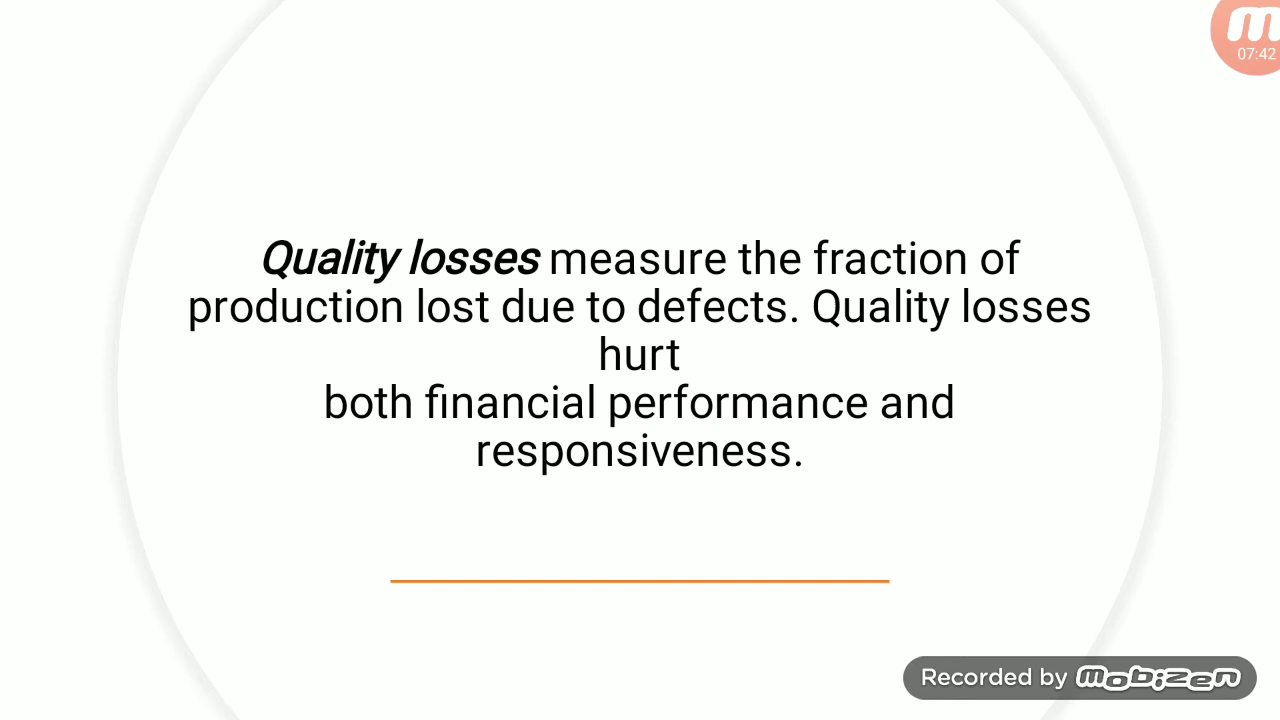 m
07:42
Quality losses measure the fraction of
production lost due to defects. Quality losses
hurt
both financial performance and
responsiveness.
Recorded by mobizen